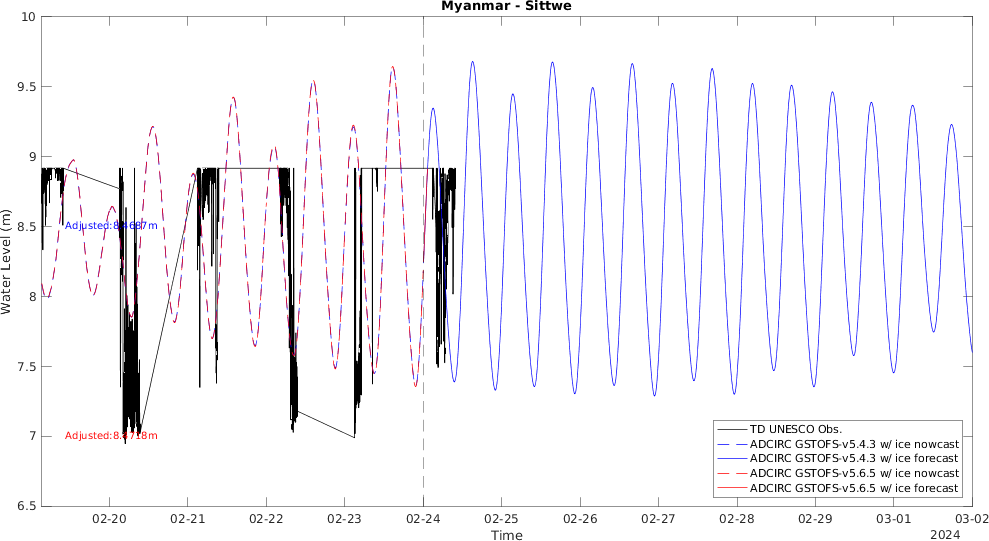 Myanmar - Sittwe
10
9.5
9
8.5
8
7.5
7
6.5
Water Level (m)
Adjusted:8.4687m
Adjusted:8.4718m
TD UNESCO Obs.
ADCIRC GSTOFS-v5.4.3 w/ ice nowcast
ADCIRC GSTOFS-v5.4.3 w/ ice forecast
ADCIRC GSTOFS-v5.6.5 w/ ice nowcast
ADCIRC GSTOFS-v5.6.5 w/ ice forecast
02-20 02-21 02-22 02-23 02-24 02-25 02-26 02-27 02-28 02-29 03-01 03-02
Time 2024